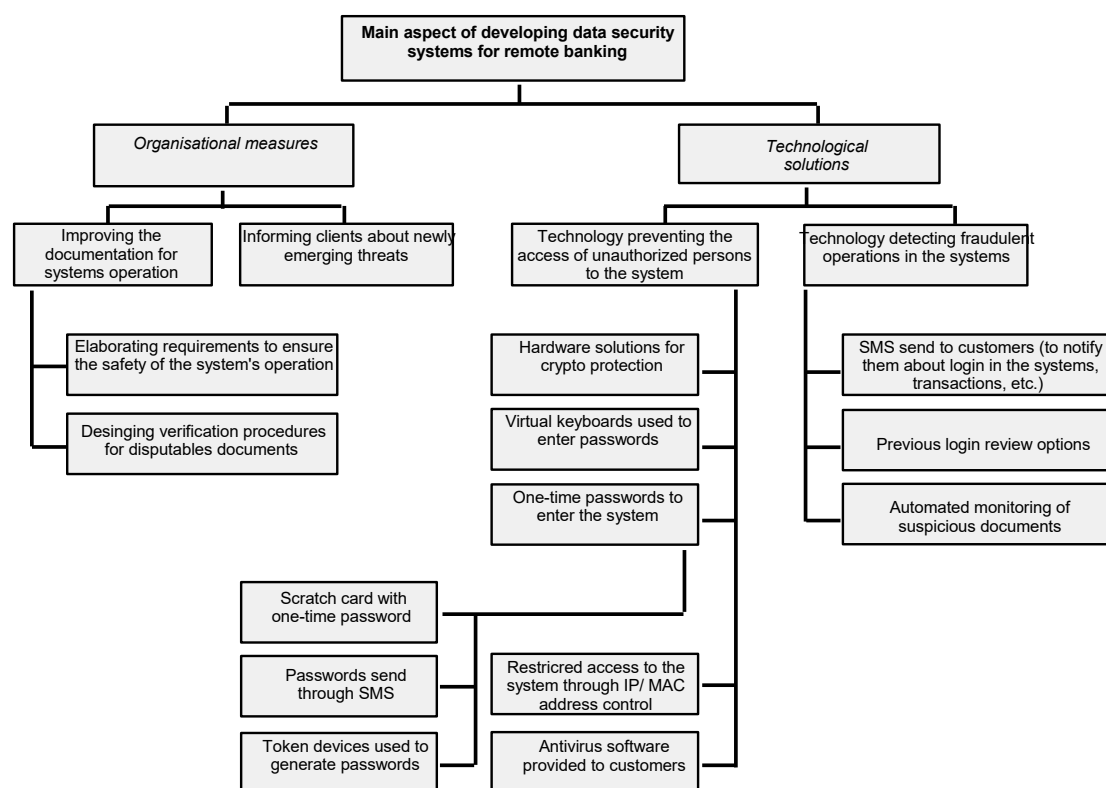 Main aspect of developing data security
systems for remote banking
Organisational measures
Technological
solutions
Improving the
documentation for
systems operation
Informing clients about newly
emerging threats
Technology preventing the
access of unauthorized persons
to the system
Technology detecting fraudulent
operations in the systems
Elaborating requirements to ensure
the safety of the system's operation
Desinging verification procedures
for disputables documents
Hardware solutions for
crypto protection
Virtual keyboards used to
enter passwords
One-time passwords to
enter the system
Scratch card with
one-time password
Passwords send
through SMS
Token devices used to
generate passwords
Restricred access to the
system through IP/ MAC
address control
Antivirus software
provided to customers
SMS send to customers (to notify
them about login in the systems,
transactions, etc.)
Previous login review options
Automated monitoring of
suspicious documents